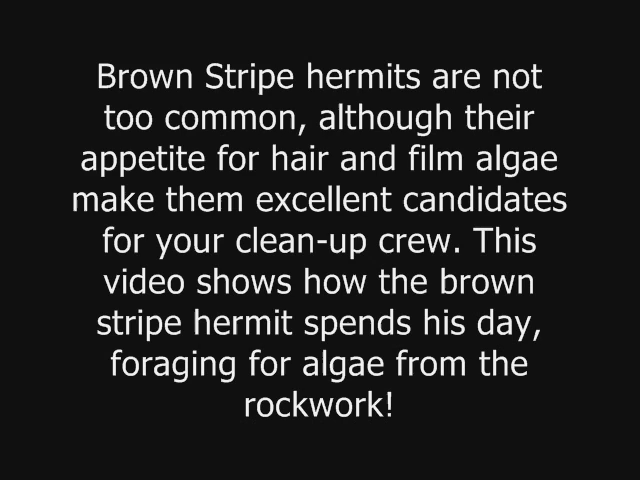 Brown Stripe hermits are not
too common, although their
appetite for hair and film algae
make them excellent candidates
for your clean-up crew. This
video shows how the brown
stripe hermit spends his day,
foraging for algae from the
rockwork!